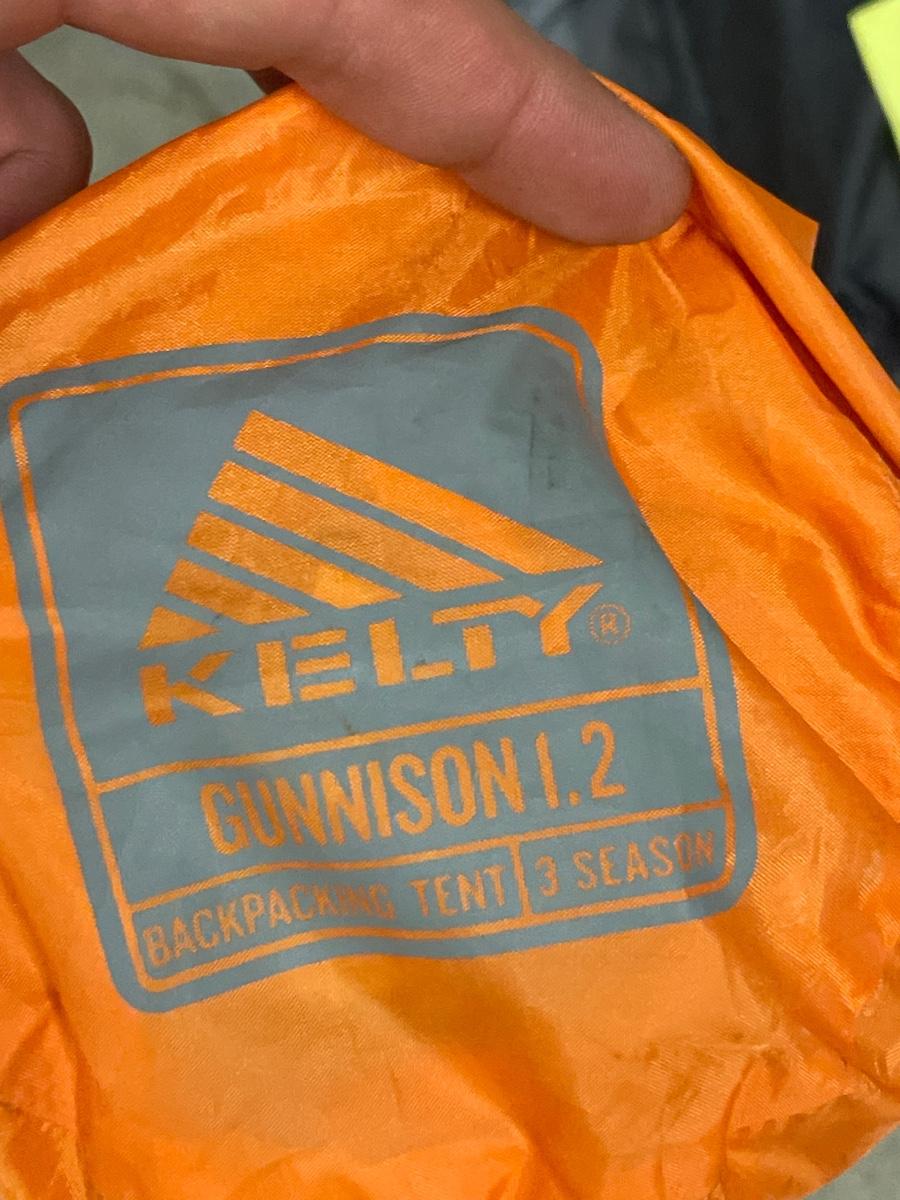 KELTY®
GUNNISON 1.2
BACKPACKING TENT 3 SEASON